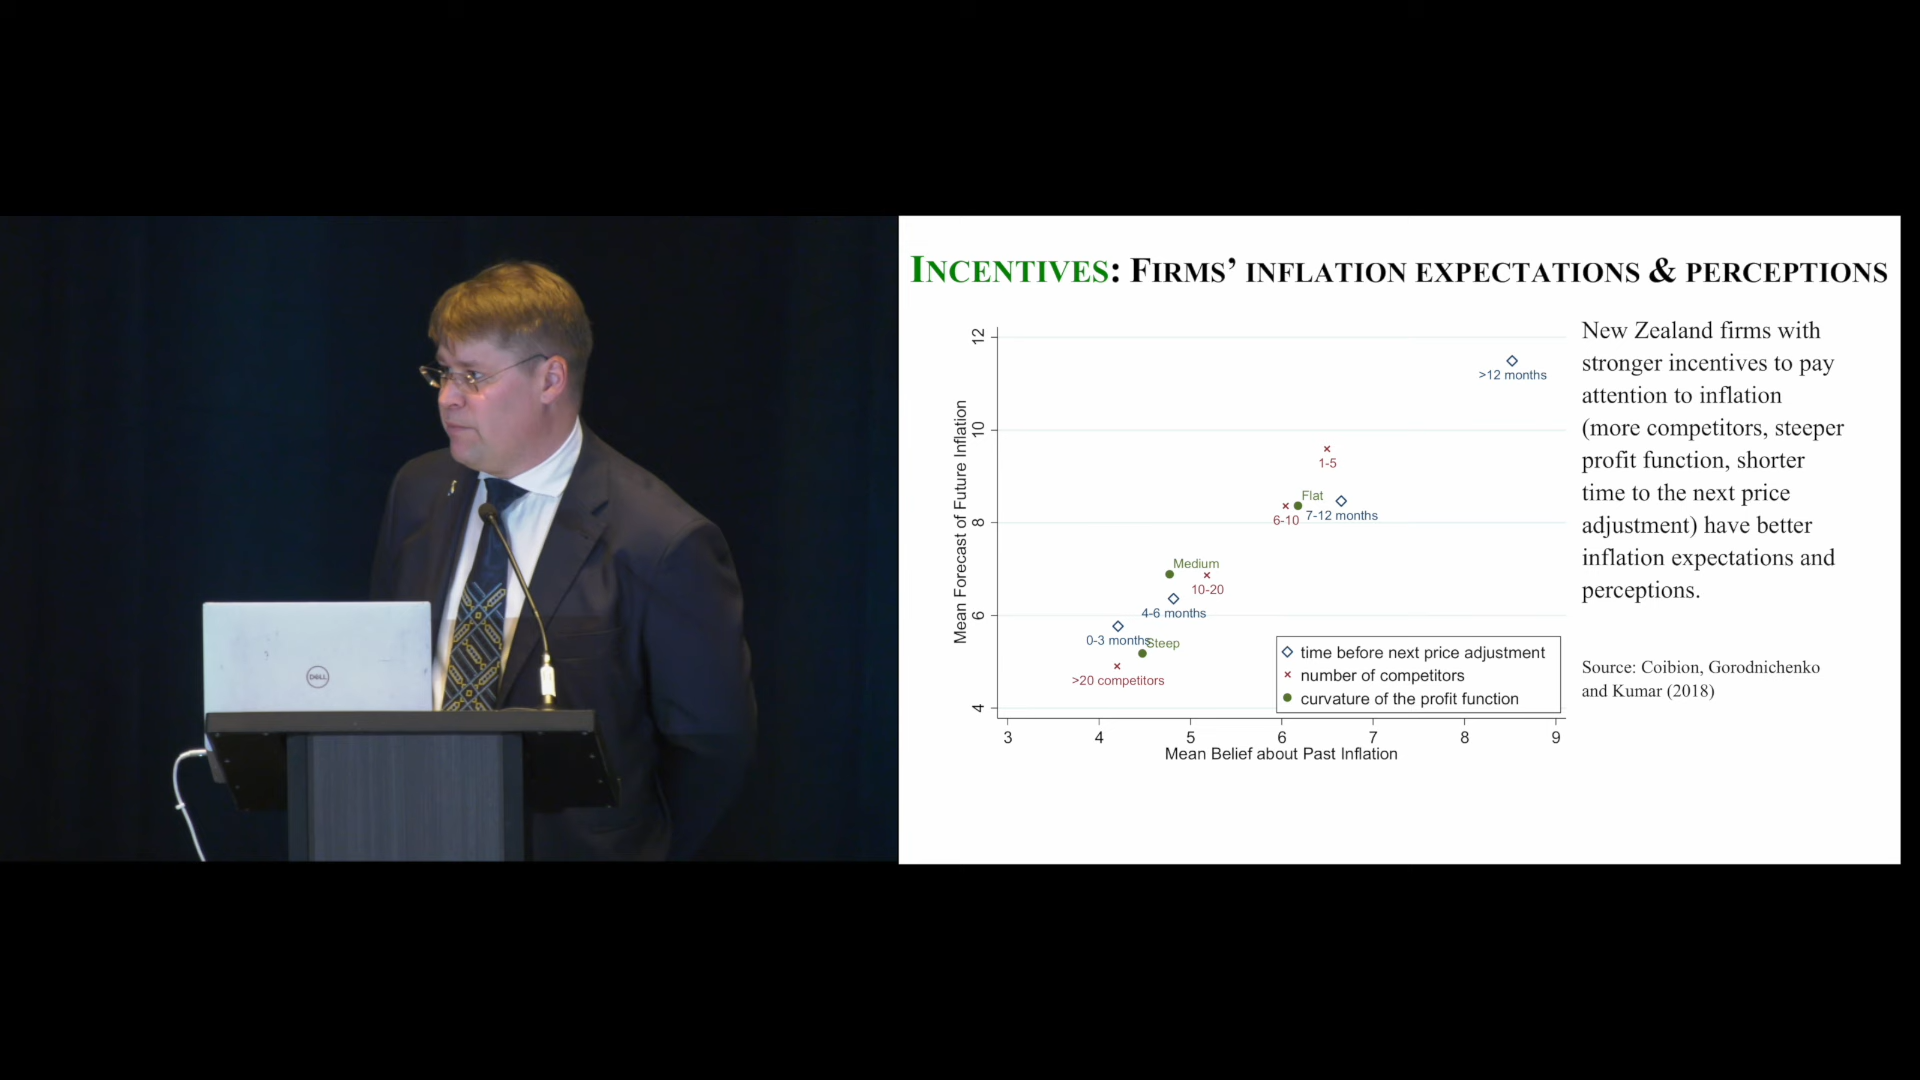 INCENTIVES: FIRMS' INFLATION EXPECTATIONS & PERCEPTIONS
New Zealand firms with
stronger incentives to pay
attention to inflation
(more competitors, steeper
profit function, shorter
time to the next price
adjustment) have better
inflation expectations and
perceptions.
Source: Coibion, Gorodnichenko
and Kumar (2018)
Mean Forecast of Future Inflation
12
10
8
6
4
>12 months
1-5
Flat
6-10
7-12 months
Medium
10-20
4-6 months
0-3 months
Steep
>20 competitors
time before next price adjustment
number of competitors
curvature of the profit function
3 4 5 6 7 8 9
Mean Belief about Past Inflation
DELL